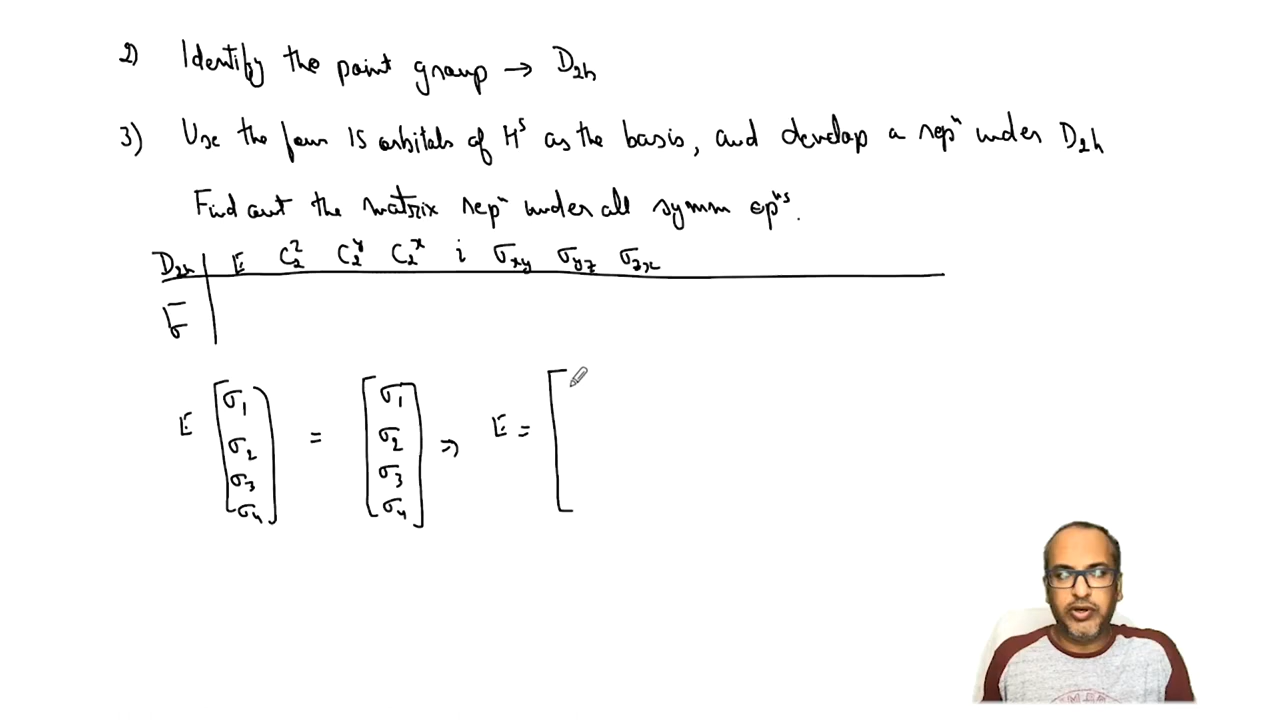 2) Identify the point group → D₂ₕ
3) Use the four 1S orbitals of Hˢ as the basis, and develop a repⁿ under D₂ₕ
Find out the matrix repⁿ under all symm opⁿˢ.
D₂ₕ | E C₂ᶻ C₂ʸ C₂ˣ i σxy σyz σzx
Γσ
E [σ₁ σ₂ σ₃ σ₄] = [σ₁ σ₂ σ₃ σ₄] ⇒ E = [